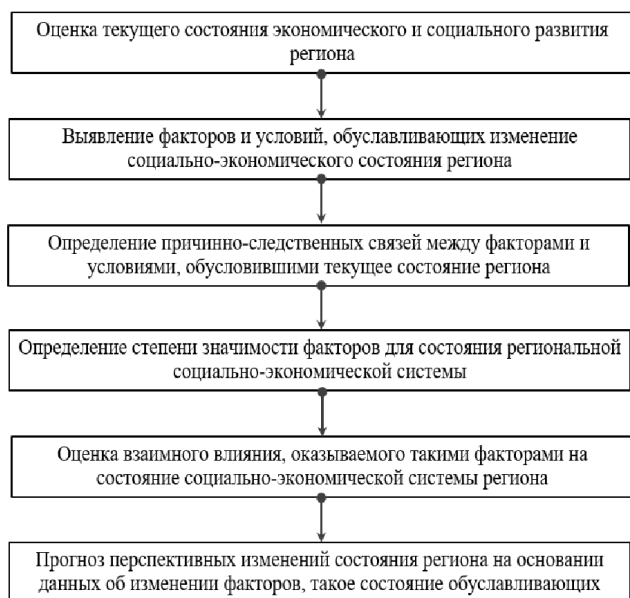 Оценка текущего состояния экономического и социального развития
региона
Выявление факторов и условий, обуславливающих изменение
социально-экономического состояния региона
Определение причинно-следственных связей между факторами и
условиями, обусловившими текущее состояние региона
Определение степени значимости факторов для состояния региональной
социально-экономической системы
Оценка взаимного влияния, оказываемого такими факторами на
состояние социально-экономической системы региона
Прогноз перспективных изменений состояния региона на основании
данных об изменении факторов, такое состояние обуславливающих